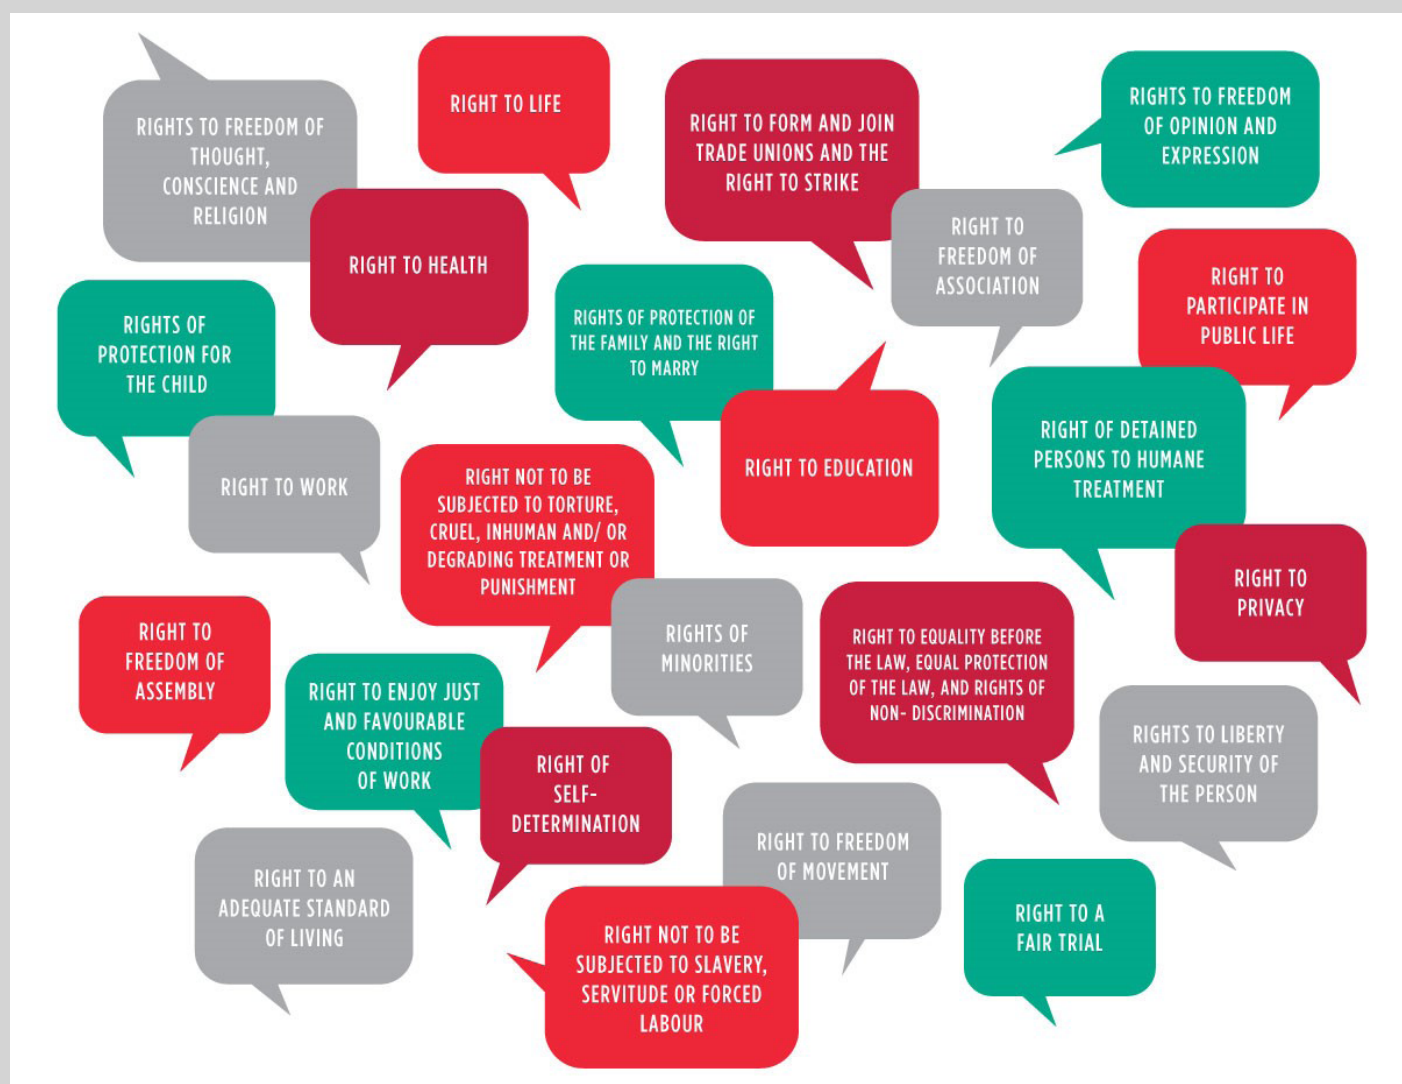 RIGHTS TO FREEDOM OF
THOUGHT,
CONSCIENCE AND
RELIGION
RIGHT TO LIFE
RIGHT TO FORM AND JOIN
TRADE UNIONS AND THE
RIGHT TO STRIKE
RIGHTS TO FREEDOM
OF OPINION AND
EXPRESSION
RIGHT TO HEALTH
RIGHT TO
FREEDOM OF
ASSOCIATION
RIGHT TO
PARTICIPATE IN
PUBLIC LIFE
RIGHTS OF
PROTECTION FOR
THE CHILD
RIGHTS OF PROTECTION OF
THE FAMILY AND THE RIGHT
TO MARRY
RIGHT TO WORK
RIGHT NOT TO BE
SUBJECTED TO TORTURE,
CRUEL, INHUMAN AND/ OR
DEGRADING TREATMENT OR
PUNISHMENT
RIGHT TO EDUCATION
RIGHT OF DETAINED
PERSONS TO HUMANE
TREATMENT
RIGHT TO
PRIVACY
RIGHT TO
FREEDOM OF
ASSEMBLY
RIGHT TO ENJOY JUST
AND FAVOURABLE
CONDITIONS
OF WORK
RIGHTS OF
MINORITIES
RIGHT TO EQUALITY BEFORE
THE LAW, EQUAL PROTECTION
OF THE LAW, AND RIGHTS OF
NON- DISCRIMINATION
RIGHTS TO LIBERTY
AND SECURITY OF
THE PERSON
RIGHT OF
SELF-
DETERMINATION
RIGHT TO AN
ADEQUATE STANDARD
OF LIVING
RIGHT TO FREEDOM
OF MOVEMENT
RIGHT NOT TO BE
SUBJECTED TO SLAVERY,
SERVITUDE OR FORCED
LABOUR
RIGHT TO A
FAIR TRIAL